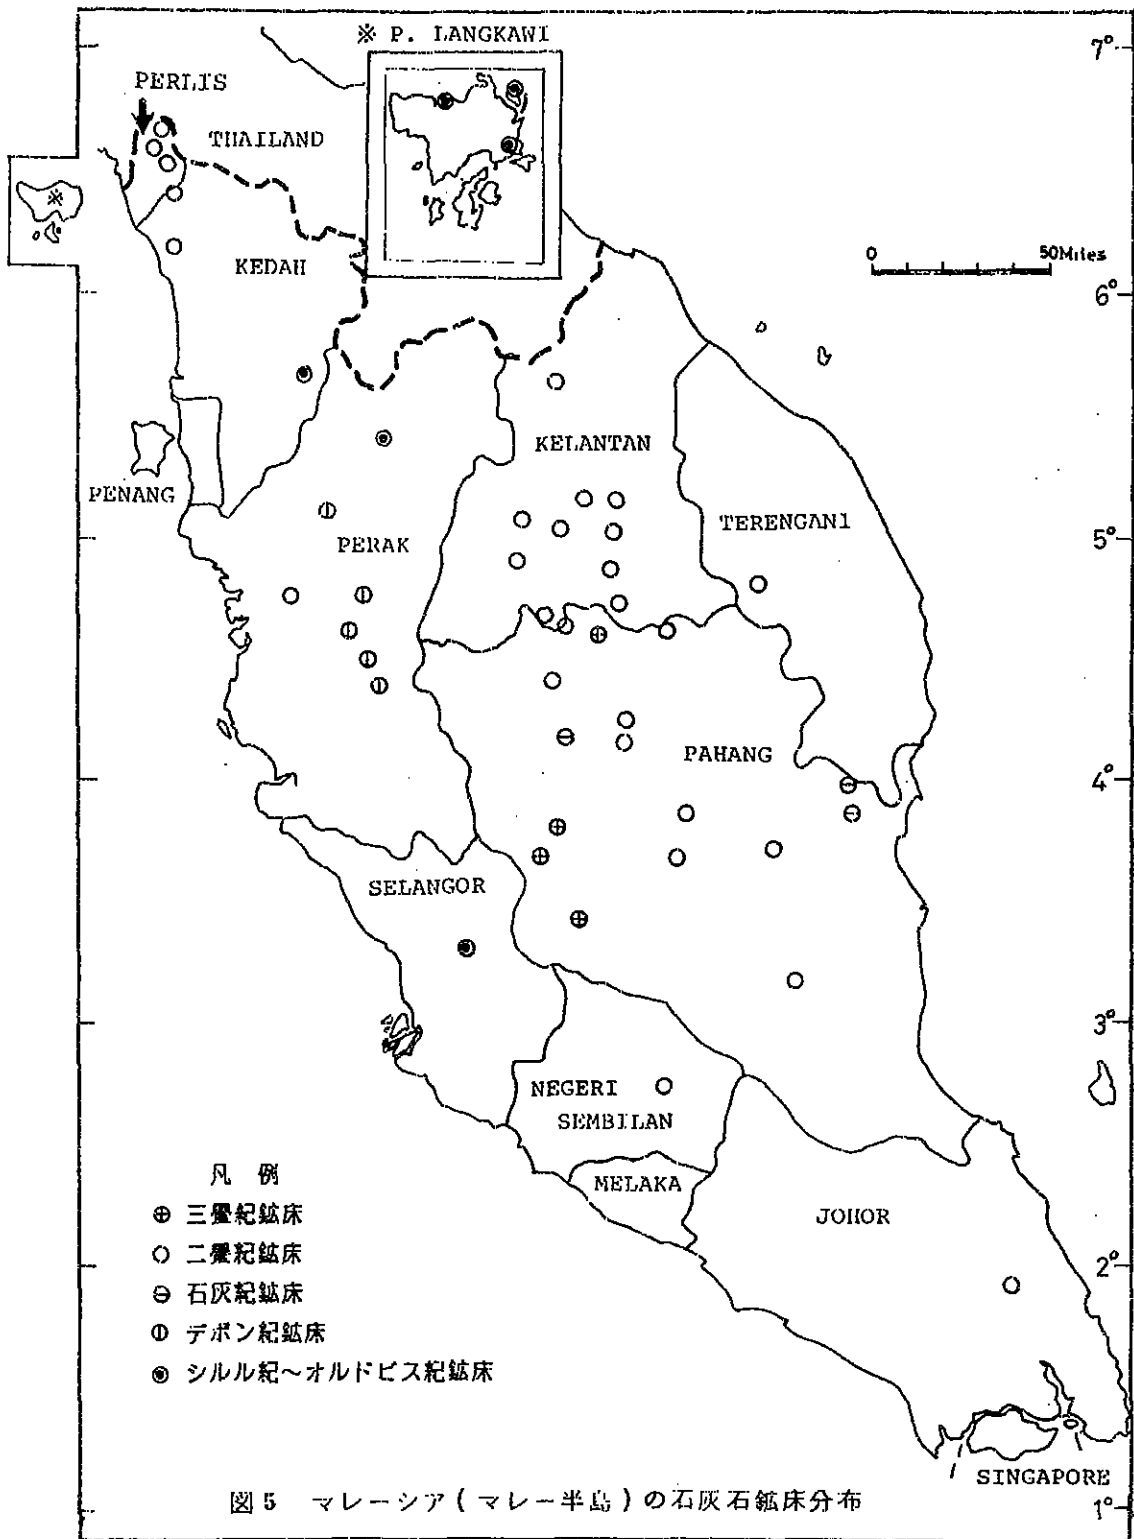 ※ P. LANGKAWI
7°
PERLIS
THAILAND
※
KEDAH
0 50Miles
6°
KELANTAN
PENANG
TERENGAN1
PERAK
5°
PAHANG
4°
SELANGOR
3°
NEGERI
SEMBILAN
MELAKA
JOHOR
凡 例
⊕ 三畳紀鉱床
○ 二畳紀鉱床
⊖ 石灰紀鉱床
⦶ デボン紀鉱床
◉ シルル紀~オルドビス紀鉱床
2°
SINGAPORE
図 5 マレーシア ( マレー半島 ) の石灰石鉱床分布
1°